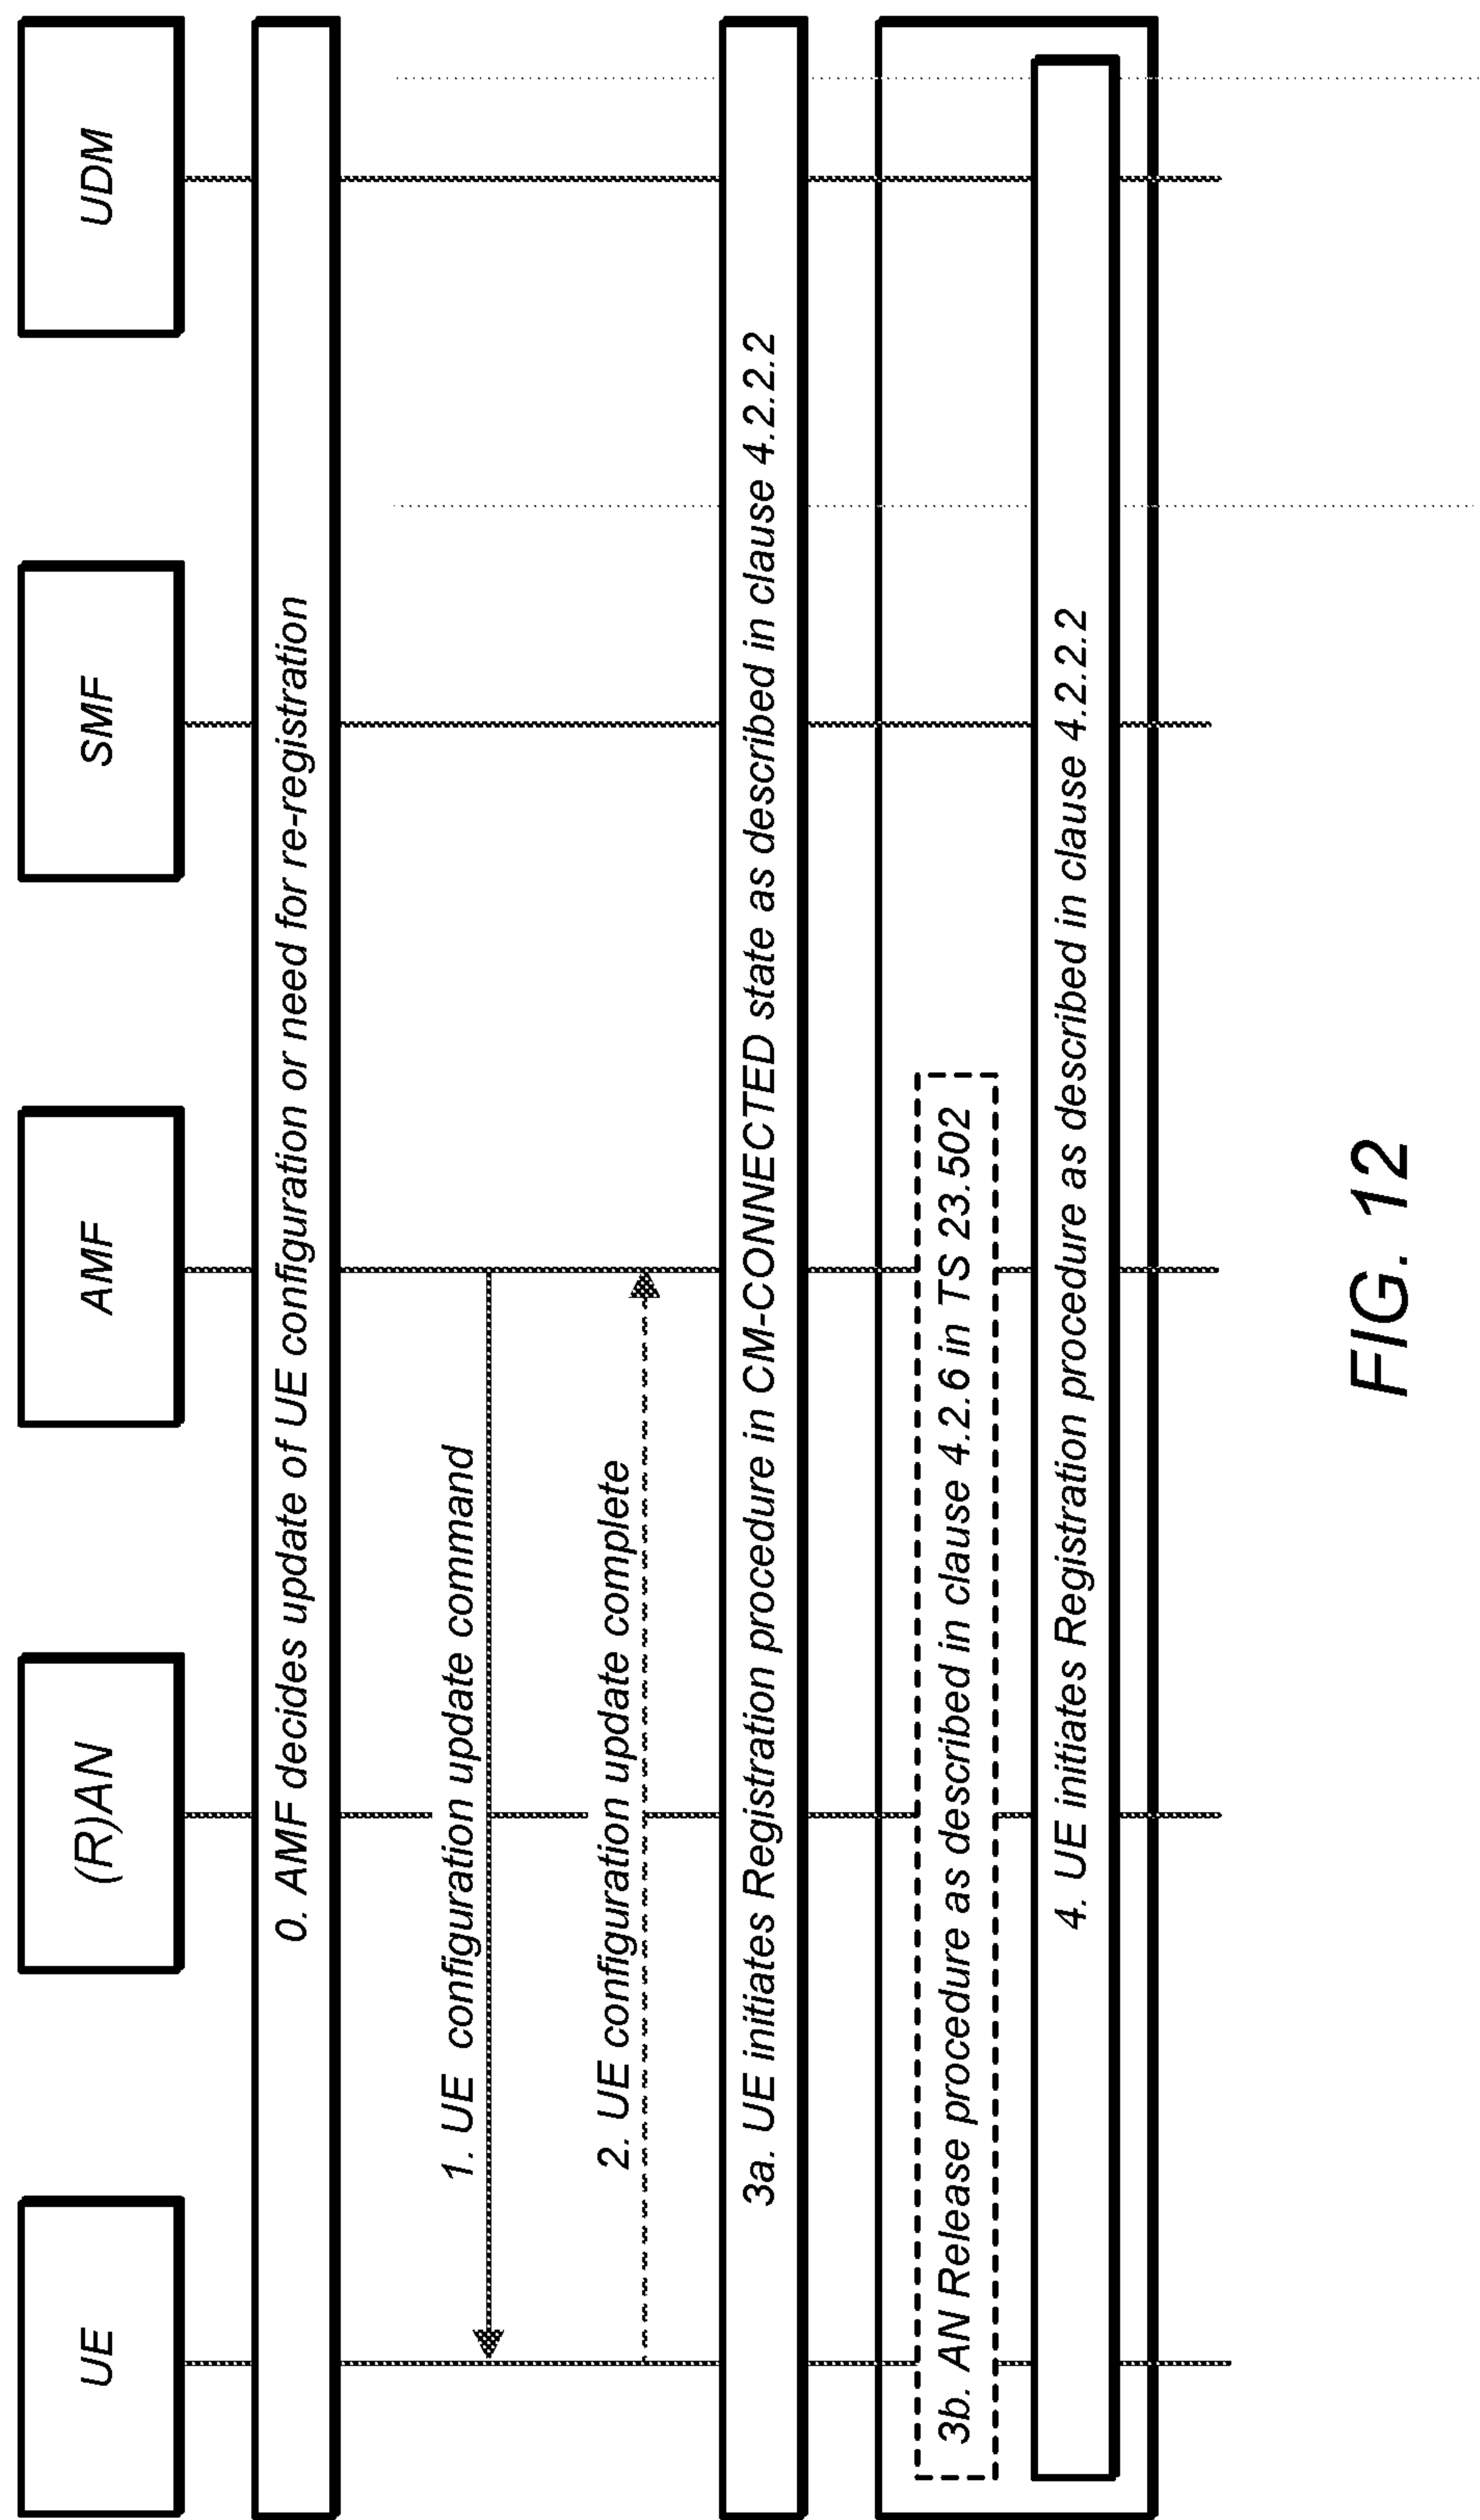 UE
(R)AN
AMF
SMF
UDM
0. AMF decides update of UE configuration or need for re-registration
1. UE configuration update command
2. UE configuration update complete
3a. UE initiates Registration procedure in CM-CONNECTED state as described in clause 4.2.2.2
3b. AN Release procedure as described in clause 4.2.6 in TS 23.502
4. UE initiates Registration procedure as described in clause 4.2.2.2
FIG. 12